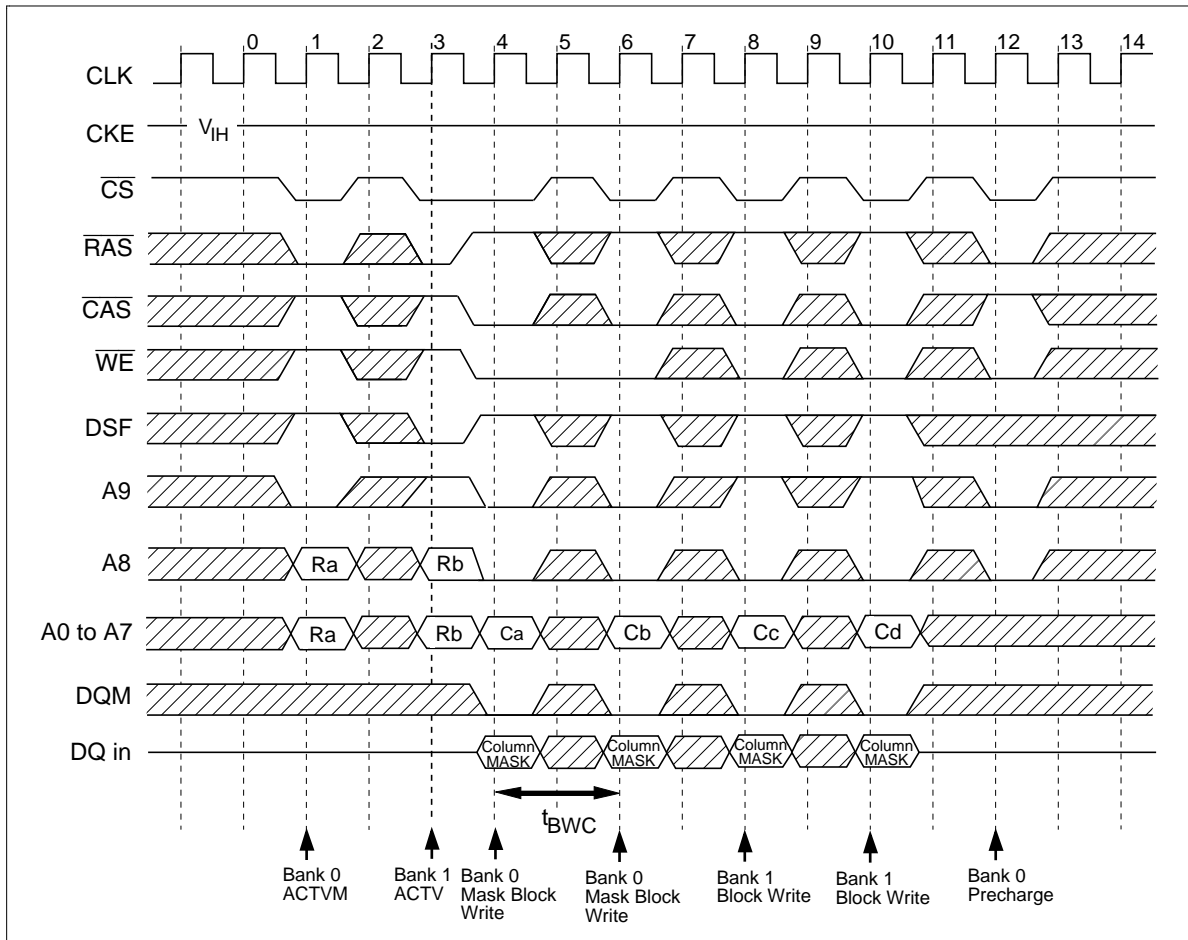 0 1 2 3 4 5 6 7 8 9 10 11 12 13 14
CLK
CKE VIH
CS
RAS
CAS
WE
DSF
A9
A8 Ra Rb
A0 to A7 Ra Rb Ca Cb Cc Cd
DQM
DQ in Column MASK Column MASK Column MASK Column MASK
tBWC
Bank 0
ACTVM
Bank 1
ACTV
Bank 0
Mask Block
Write
Bank 0
Mask Block
Write
Bank 1
Block Write
Bank 1
Block Write
Bank 0
Precharge